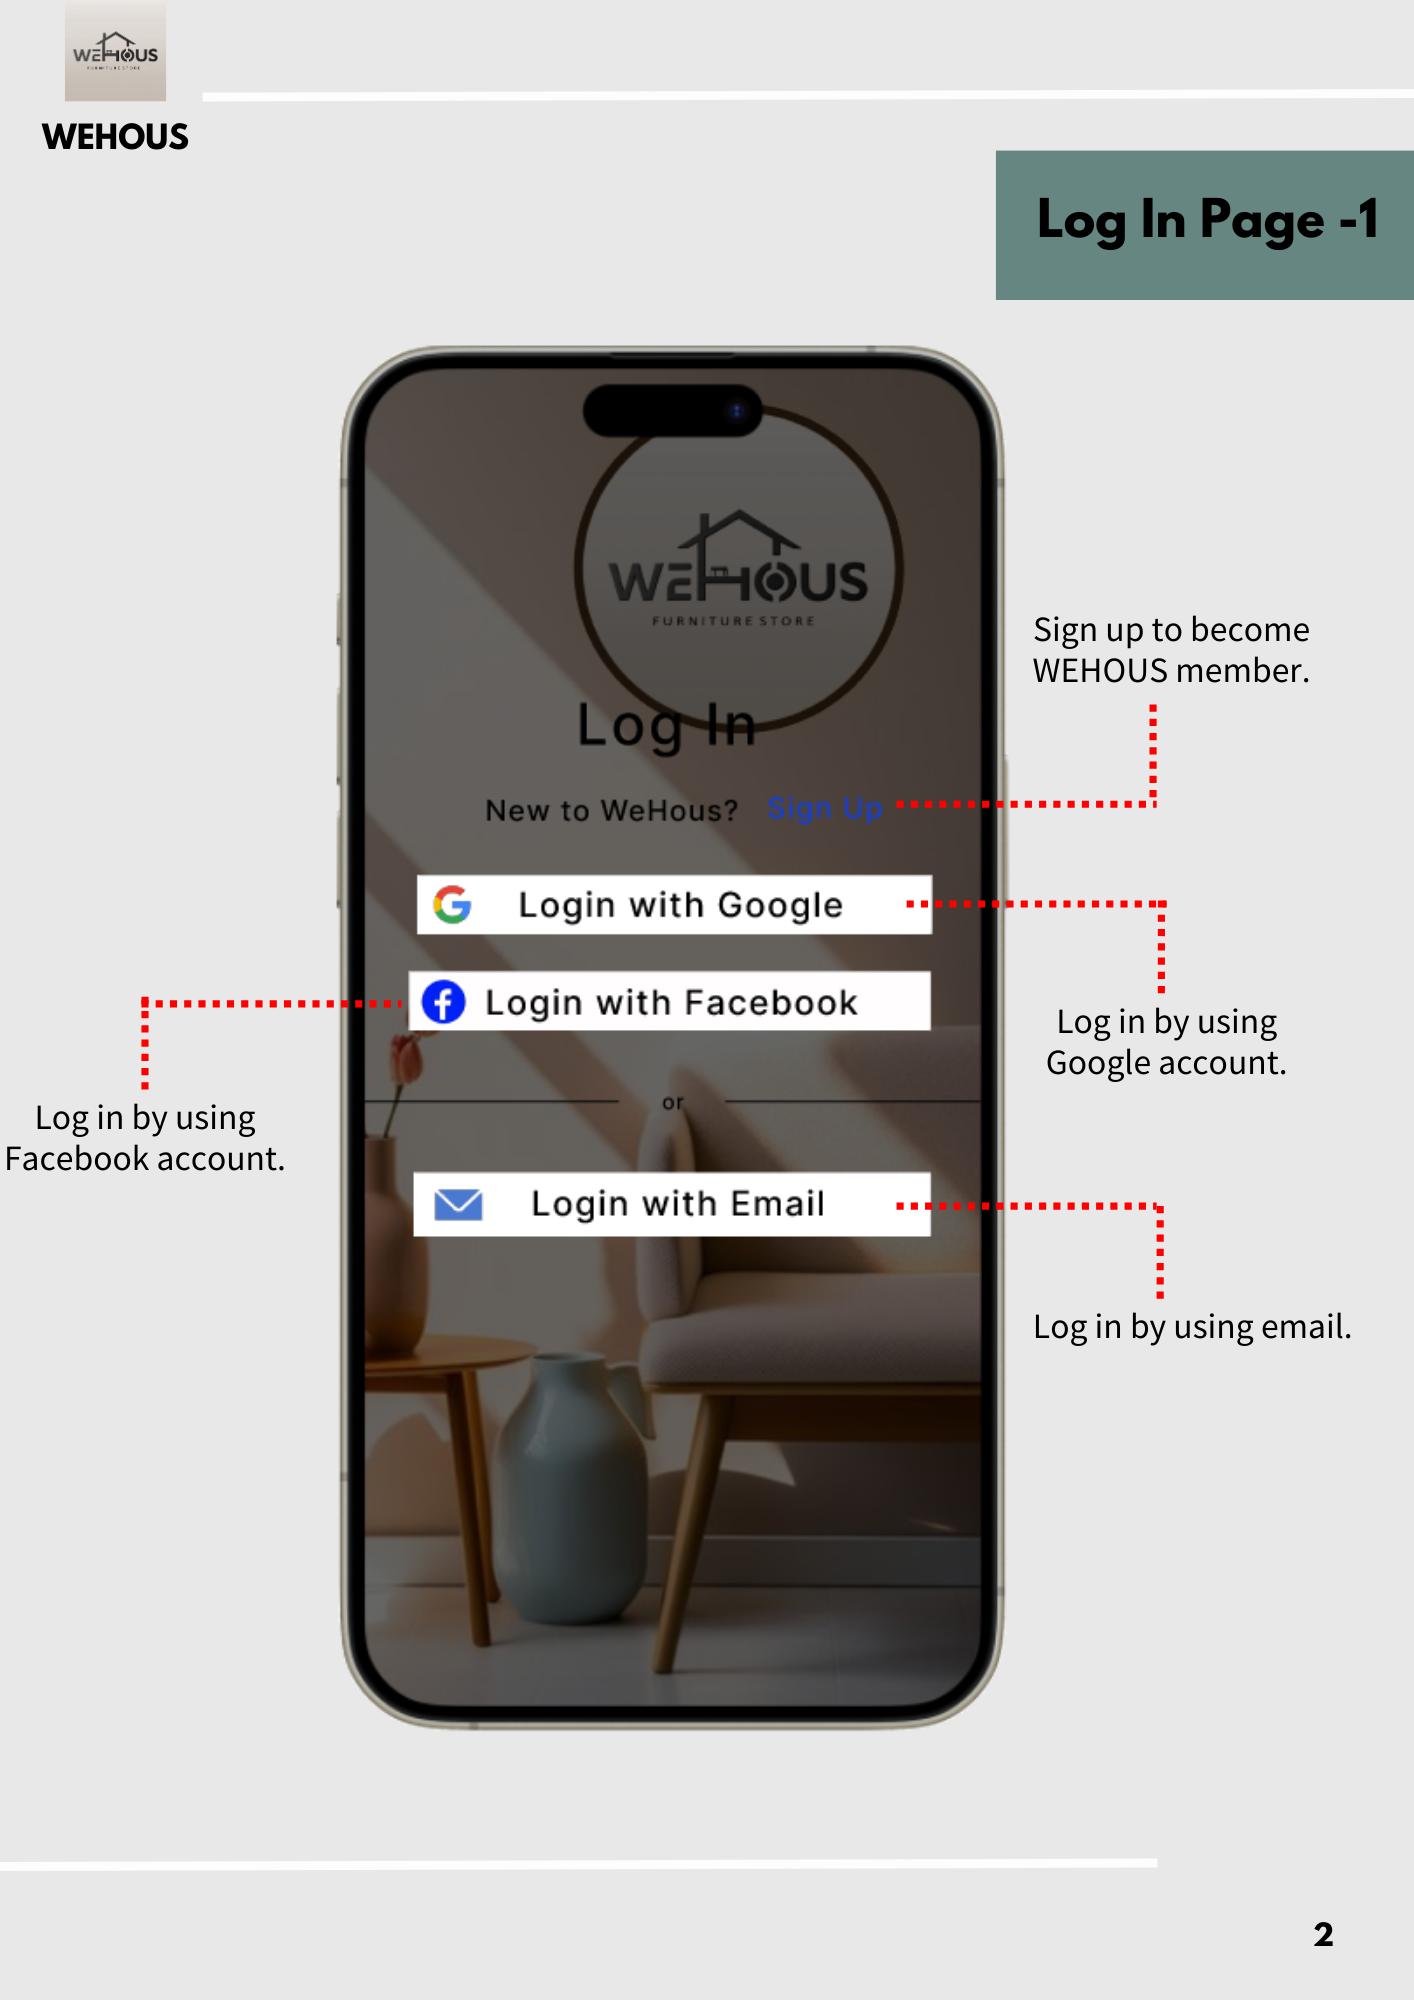 WEHOUS
FURNITURE STORE
WEHOUS
Log In Page -1
WEHOUS
FURNITURE STORE
Sign up to become
WEHOUS member.
Log In
New to WeHous? Sign Up
Login with Google
Login with Facebook
Log in by using
Google account.
or
Log in by using
Facebook account.
Login with Email
Log in by using email.
2